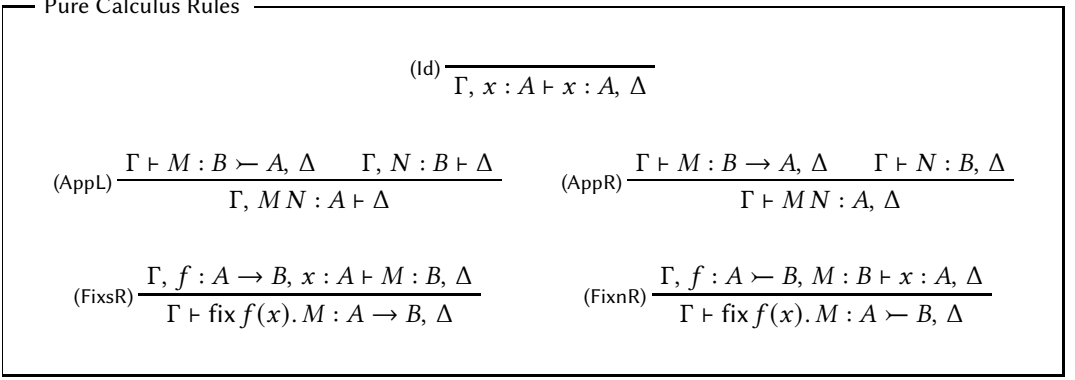 Pure Calculus Rules
(Id) Γ, x : A ⊢ x : A, Δ
(AppL) Γ ⊢ M : B ⤚ A, Δ Γ, N : B ⊢ Δ
Γ, M N : A ⊢ Δ
(AppR) Γ ⊢ M : B → A, Δ Γ ⊢ N : B, Δ
Γ ⊢ M N : A, Δ
(FixsR) Γ, f : A → B, x : A ⊢ M : B, Δ
Γ ⊢ fix f(x). M : A → B, Δ
(FixnR) Γ, f : A ⤚ B, M : B ⊢ x : A, Δ
Γ ⊢ fix f(x). M : A ⤚ B, Δ